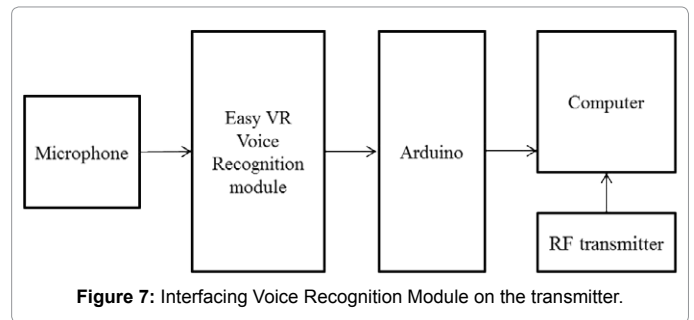 Microphone
Easy VR
Voice
Recognition
module
Arduino
Computer
RF transmitter
Figure 7: Interfacing Voice Recognition Module on the transmitter.